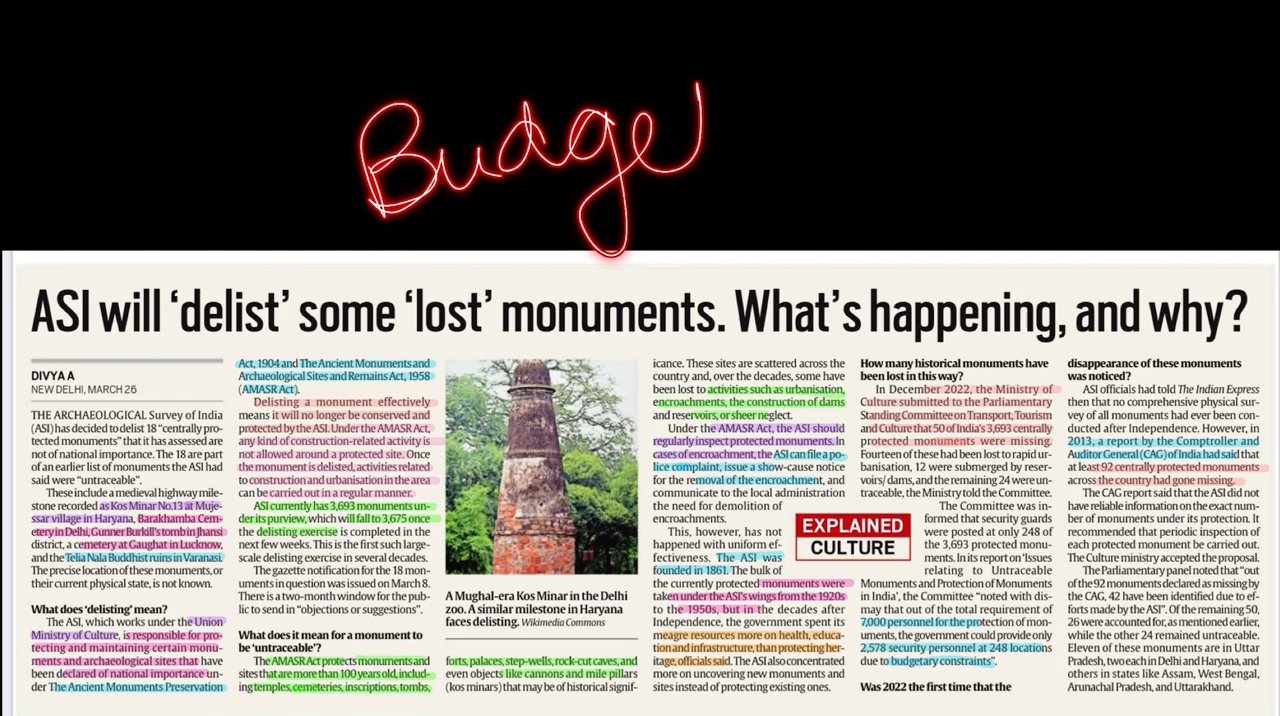 Budge
ASI will ‘delist’ some ‘lost’ monuments. What’s happening, and why?
DIVYA A
NEW DELHI, MARCH 26
THE ARCHAEOLOGICAL Survey of India
(ASI) has decided to delist 18 “centrally pro-
tected monuments” that it has assessed are
not of national importance. The 18 are part
of an earlier list of monuments the ASI had
said were “untraceable”.
These include a medieval highway mile-
stone recorded as Kos Minar No.13 at Muje-
ssar village in Haryana, Barakhamba Cem-
etery in Delhi, Gunner Burkill’s tomb in Jhansi
district, a cemetery at Gaughat in Lucknow,
and the Telia Nala Buddhist ruins in Varanasi.
The precise location of these monuments, or
their current physical state, is not known.
What does ‘delisting’ mean?
The ASI, which works under the Union
Ministry of Culture, is responsible for pro-
tecting and maintaining certain monu-
ments and archaeological sites that have
been declared of national importance un-
der The Ancient Monuments Preservation
Act, 1904 and The Ancient Monuments and
Archaeological Sites and Remains Act, 1958
(AMASR Act).
Delisting a monument effectively
means it will no longer be conserved and
protected by the ASI. Under the AMASR Act,
any kind of construction-related activity is
not allowed around a protected site. Once
the monument is delisted, activities related
to construction and urbanisation in the area
can be carried out in a regular manner.
ASI currently has 3,693 monuments un-
der its purview, which will fall to 3,675 once
the delisting exercise is completed in the
next few weeks. This is the first such large-
scale delisting exercise in several decades.
The gazette notification for the 18 mon-
uments in question was issued on March 8.
There is a two-month window for the pub-
lic to send in “objections or suggestions”.
What does it mean for a monument to
be ‘untraceable’?
The AMASR Act protects monuments and
sites that are more than 100 years old, includ-
ing temples, cemeteries, inscriptions, tombs,
A Mughal-era Kos Minar in the Delhi
zoo. A similar milestone in Haryana
faces delisting. Wikimedia Commons
forts, palaces, step-wells, rock-cut caves, and
even objects like cannons and mile pillars
(kos minars) that may be of historical signif-
icance. These sites are scattered across the
country and, over the decades, some have
been lost to activities such as urbanisation,
encroachments, the construction of dams
and reservoirs, or sheer neglect.
Under the AMASR Act, the ASI should
regularly inspect protected monuments. In
cases of encroachment, the ASI can file a po-
lice complaint, issue a show-cause notice
for the removal of the encroachment, and
communicate to the local administration
the need for demolition of
encroachments.
This, however, has not
happened with uniform ef-
fectiveness. The ASI was
founded in 1861. The bulk of
the currently protected monuments were
taken under the ASI’s wings from the 1920s
to the 1950s, but in the decades after
Independence, the government spent its
meagre resources more on health, educa-
tion and infrastructure, than protecting her-
itage, officials said. The ASI also concentrated
more on uncovering new monuments and
sites instead of protecting existing ones.
EXPLAINED
CULTURE
How many historical monuments have
been lost in this way?
In December 2022, the Ministry of
Culture submitted to the Parliamentary
Standing Committee on Transport, Tourism
and Culture that 50 of India’s 3,693 centrally
protected monuments were missing.
Fourteen of these had been lost to rapid ur-
banisation, 12 were submerged by reser-
voirs/ dams, and the remaining 24 were un-
traceable, the Ministry told the Committee.
The Committee was in-
formed that security guards
were posted at only 248 of
the 3,693 protected monu-
ments. In its report on ‘Issues
relating to Untraceable
Monuments and Protection of Monuments
in India’, the Committee “noted with dis-
may that out of the total requirement of
7,000 personnel for the protection of mon-
uments, the government could provide only
2,578 security personnel at 248 locations
due to budgetary constraints”.
Was 2022 the first time that the
disappearance of these monuments
was noticed?
ASI officials had told The Indian Express
then that no comprehensive physical sur-
vey of all monuments had ever been con-
ducted after Independence. However, in
2013, a report by the Comptroller and
Auditor General (CAG) of India had said that
at least 92 centrally protected monuments
across the country had gone missing.
The CAG report said that the ASI did not
have reliable information on the exact num-
ber of monuments under its protection. It
recommended that periodic inspection of
each protected monument be carried out.
The Culture ministry accepted the proposal.
The Parliamentary panel noted that “out
of the 92 monuments declared as missing by
the CAG, 42 have been identified due to ef-
forts made by the ASI”. Of the remaining 50,
26 were accounted for, as mentioned earlier,
while the other 24 remained untraceable.
Eleven of these monuments are in Uttar
Pradesh, two each in Delhi and Haryana, and
others in states like Assam, West Bengal,
Arunachal Pradesh, and Uttarakhand.